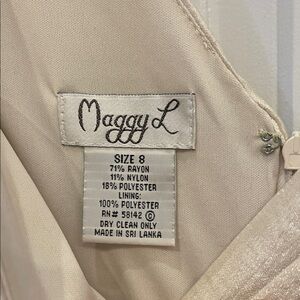 Maggy L
SIZE 8
71% RAYON
11% NYLON
18% POLYESTER
LINING:
100% POLYESTER
RN# 58142 ©
DRY CLEAN ONLY
MADE IN SRI LANKA